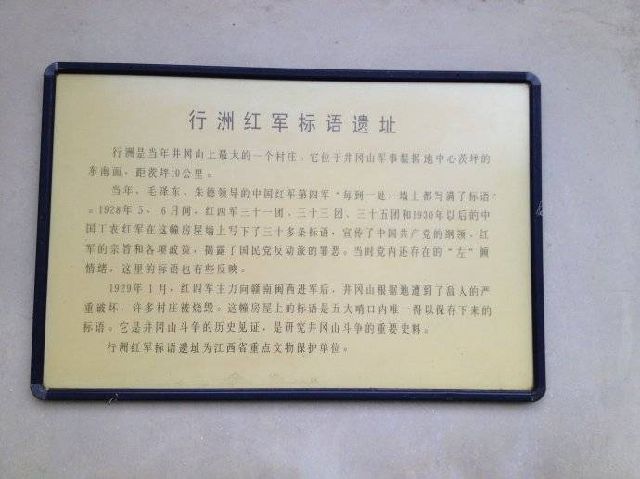 行洲红军标语遗址
行洲是当年井冈山上最大的一个村庄，它位于井冈山军事根据地中心茨坪的
东南面，距茨坪10公里。
当年，毛泽东、朱德领导的中国红军第四军“每到一处 墙上都写满了标语”
。1928年5、6月间，红四军三十一团、三十三团、三十五团和1930年以后的中
国工农红军在这幢房屋墙上写下了三十多条标语，宣传了中国共产党的纲领，红
军的宗旨和各项政策，揭露了国民党反动派的罪恶。当时党内还存在的“左”倾
情绪，这里的标语也有些反映。
1929年1月，红四军主力向赣南闽西进军后，井冈山根据地遭到了敌人的严
重破坏，许多村庄被烧毁。这幢房屋上的标语是五大哨口内唯一得以保存下来的
标语。它是井冈山斗争的历史见证，是研究井冈山斗争的重要史料。
行洲红军标语遗址为江西省重点文物保护单位。